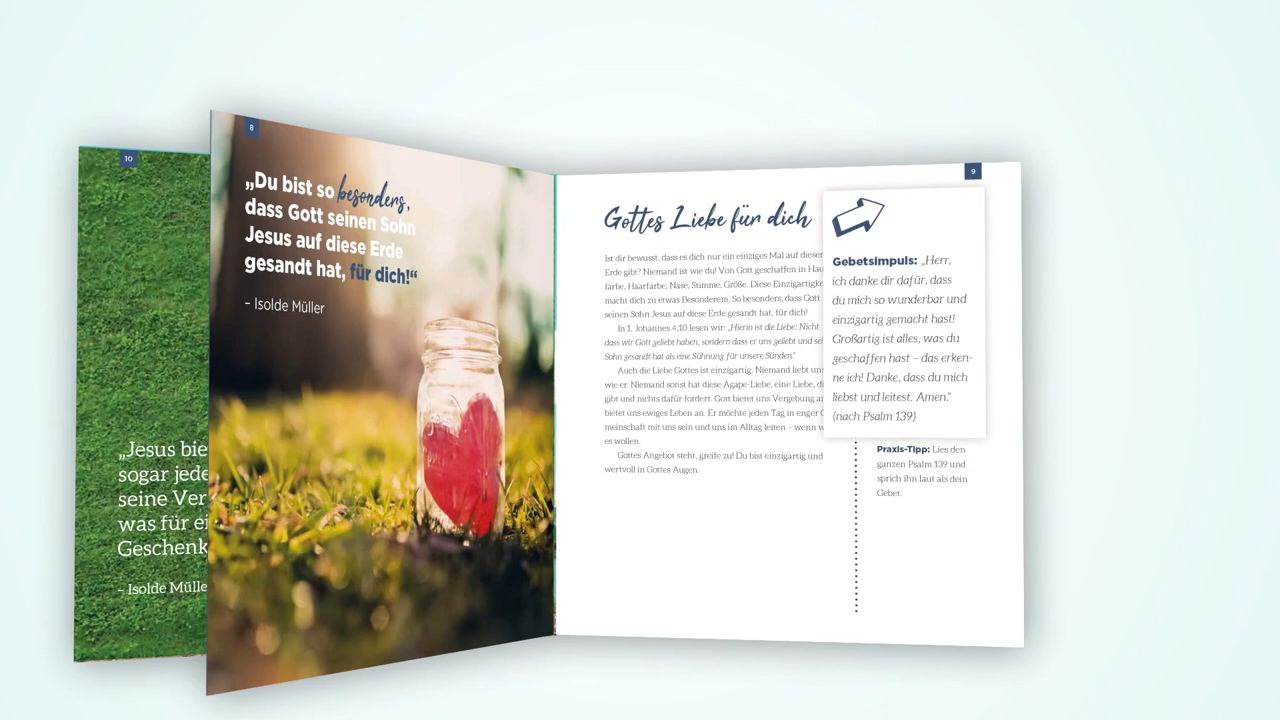 10
„Jesus bie
sogar jede
seine Ver
was für ei
Geschenk
– Isolde Mülle
8
„Du bist so besonders,
dass Gott seinen Sohn
Jesus auf diese Erde
gesandt hat, für dich!“
– Isolde Müller
9
Gottes Liebe für dich
Ist dir bewusst, dass es dich nur ein einziges Mal auf dieser
Erde gibt? Niemand ist wie du! Von Gott geschaffen in Hau
farbe, Haarfarbe, Nase, Stimme, Größe. Diese Einzigartigke
macht dich zu etwas Besonderem. So besonders, dass Gott
seinen Sohn Jesus auf diese Erde gesandt hat, für dich!
In 1. Johannes 4,10 lesen wir: „Hierin ist die Liebe: Nicht
dass wir Gott geliebt haben, sondern dass er uns geliebt und sei
Sohn gesandt hat als eine Sühnung für unsere Sünden.“
Auch die Liebe Gottes ist einzigartig. Niemand liebt uns
wie er. Niemand sonst hat diese Agape-Liebe, eine Liebe, di
gibt und nichts dafür fordert. Gott bietet uns Vergebung an
bietet uns ewiges Leben an. Er möchte jeden Tag in enger G
meinschaft mit uns sein und uns im Alltag leiten – wenn w
es wollen.
Gottes Angebot steht, greife zu! Du bist einzigartig und
wertvoll in Gottes Augen.
Gebetsimpuls: „Herr,
ich danke dir dafür, dass
du mich so wunderbar und
einzigartig gemacht hast!
Großartig ist alles, was du
geschaffen hast – das erken-
ne ich! Danke, dass du mich
liebst und leitest. Amen.“
(nach Psalm 139)
Praxis-Tipp: Lies den
ganzen Psalm 139 und
sprich ihn laut als dein
Gebet.